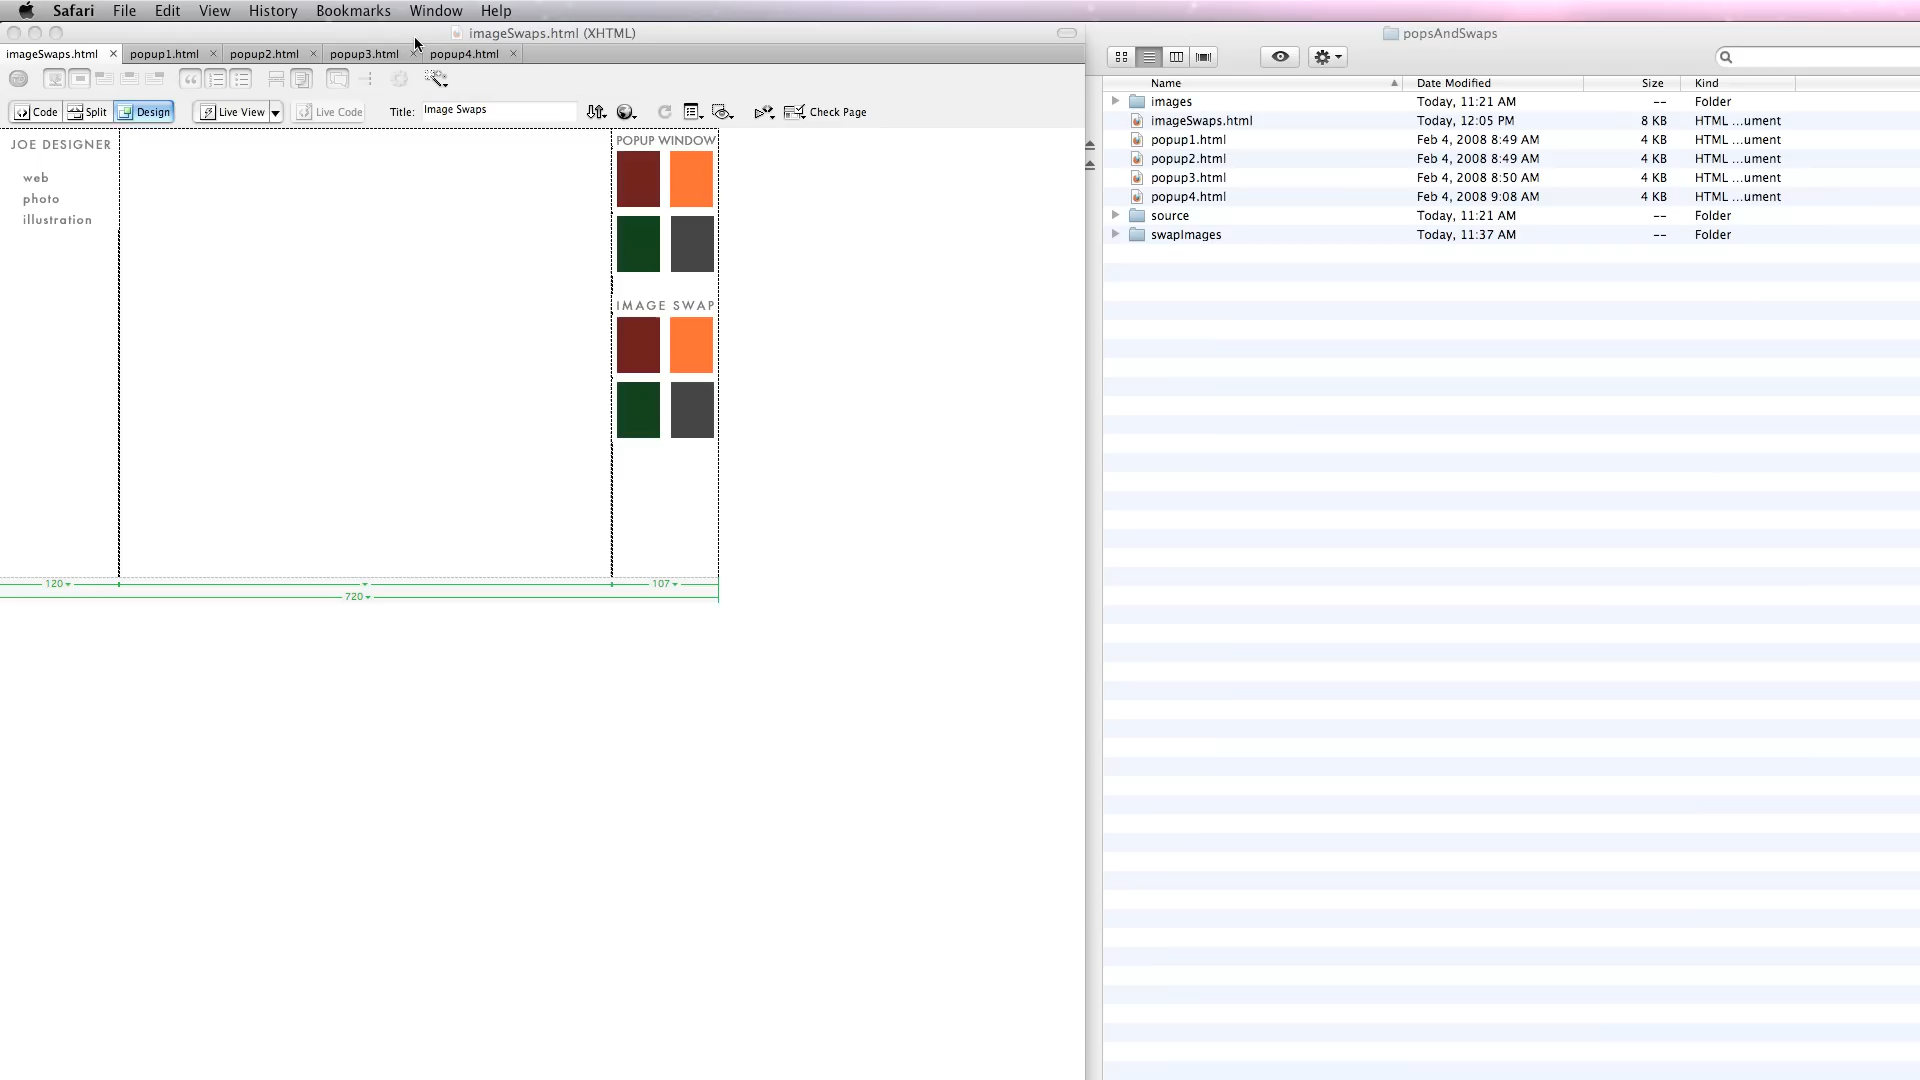 Safari File Edit View History Bookmarks Window Help
imageSwaps.html (XHTML)
imageSwaps.html popup1.html popup2.html popup3.html popup4.html
Code Split Design Live View Live Code Title: Image Swaps Check Page
JOE DESIGNER
web
photo
illustration
POPUP WINDOW
IMAGE SWAP
120 107
720
popsAndSwaps
Name Date Modified Size Kind
images Today, 11:21 AM -- Folder
imageSwaps.html Today, 12:05 PM 8 KB HTML ...ument
popup1.html Feb 4, 2008 8:49 AM 4 KB HTML ...ument
popup2.html Feb 4, 2008 8:49 AM 4 KB HTML ...ument
popup3.html Feb 4, 2008 8:50 AM 4 KB HTML ...ument
popup4.html Feb 4, 2008 9:08 AM 4 KB HTML ...ument
source Today, 11:21 AM -- Folder
swapImages Today, 11:37 AM -- Folder